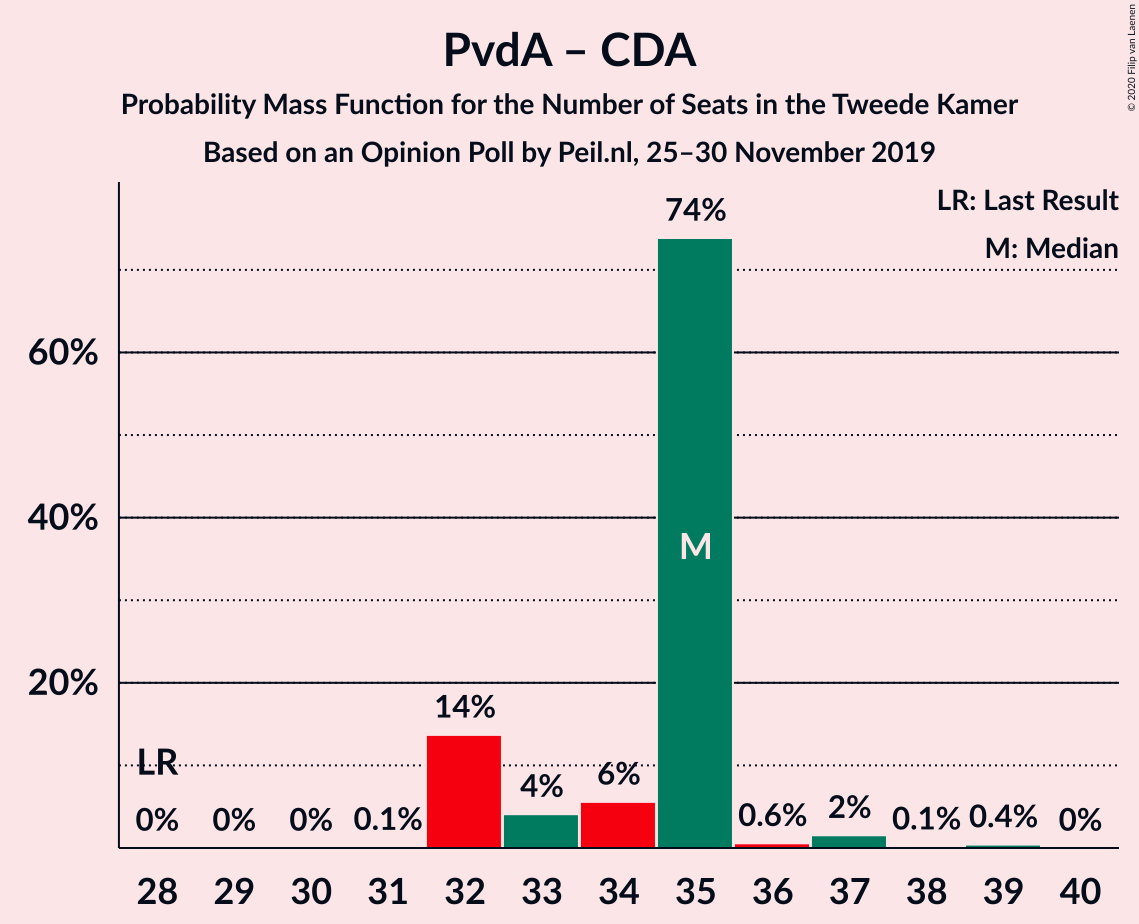 PvdA – CDA
Probability Mass Function for the Number of Seats in the Tweede Kamer
Based on an Opinion Poll by Peil.nl, 25–30 November 2019
© 2020 Filip van Laenen
LR: Last Result
M: Median
74%
60%
M
40%
20%
14%
LR
0% 0% 0% 0.1% 4% 6% 0.6% 2% 0.1% 0.4% 0%
28 29 30 31 32 33 34 35 36 37 38 39 40